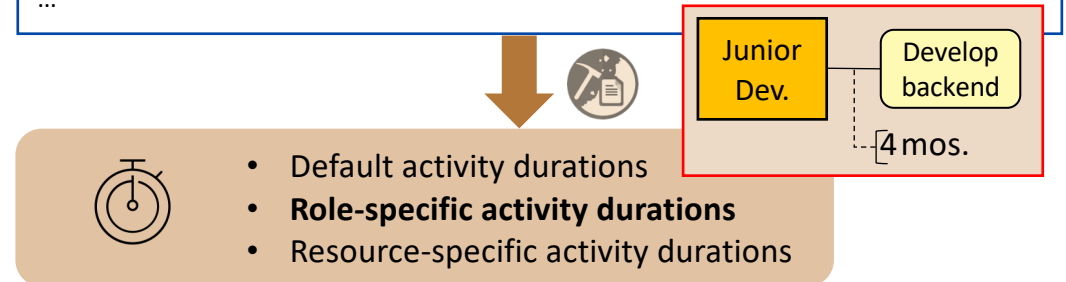 ...
Junior
Dev.
Develop
backend
4 mos.
• Default activity durations
• Role-specific activity durations
• Resource-specific activity durations